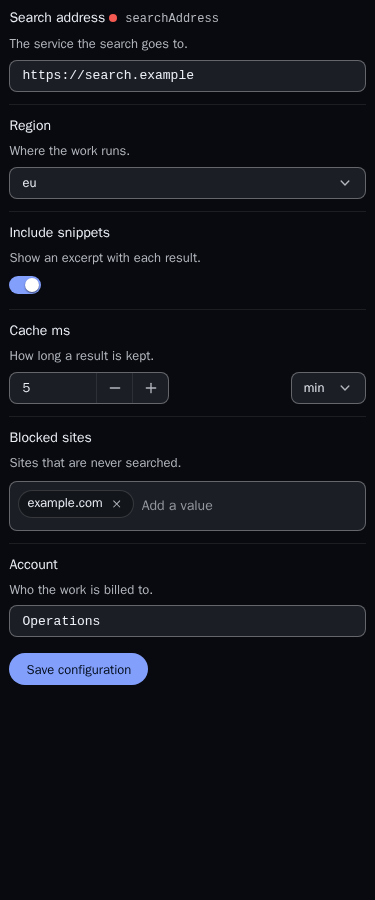 Search address searchAddress
The service the search goes to.
https://search.example
Region
Where the work runs.
eu
Include snippets
Show an excerpt with each result.
Cache ms
How long a result is kept.
5 min
Blocked sites
Sites that are never searched.
example.com Add a value
Account
Who the work is billed to.
Operations
Save configuration